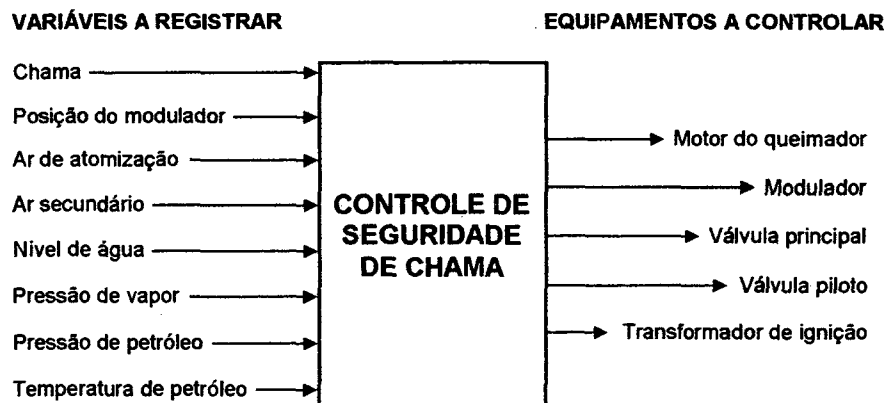 VARIÁVEIS A REGISTRAR
EQUIPAMENTOS A CONTROLAR
Chama
Posição do modulador
Ar de atomização
Ar secundário
Nivel de água
Pressão de vapor
Pressão de petróleo
Temperatura de petróleo
CONTROLE DE
SEGURIDADE
DE CHAMA
Motor do queimador
Modulador
Válvula principal
Válvula piloto
Transformador de ignição